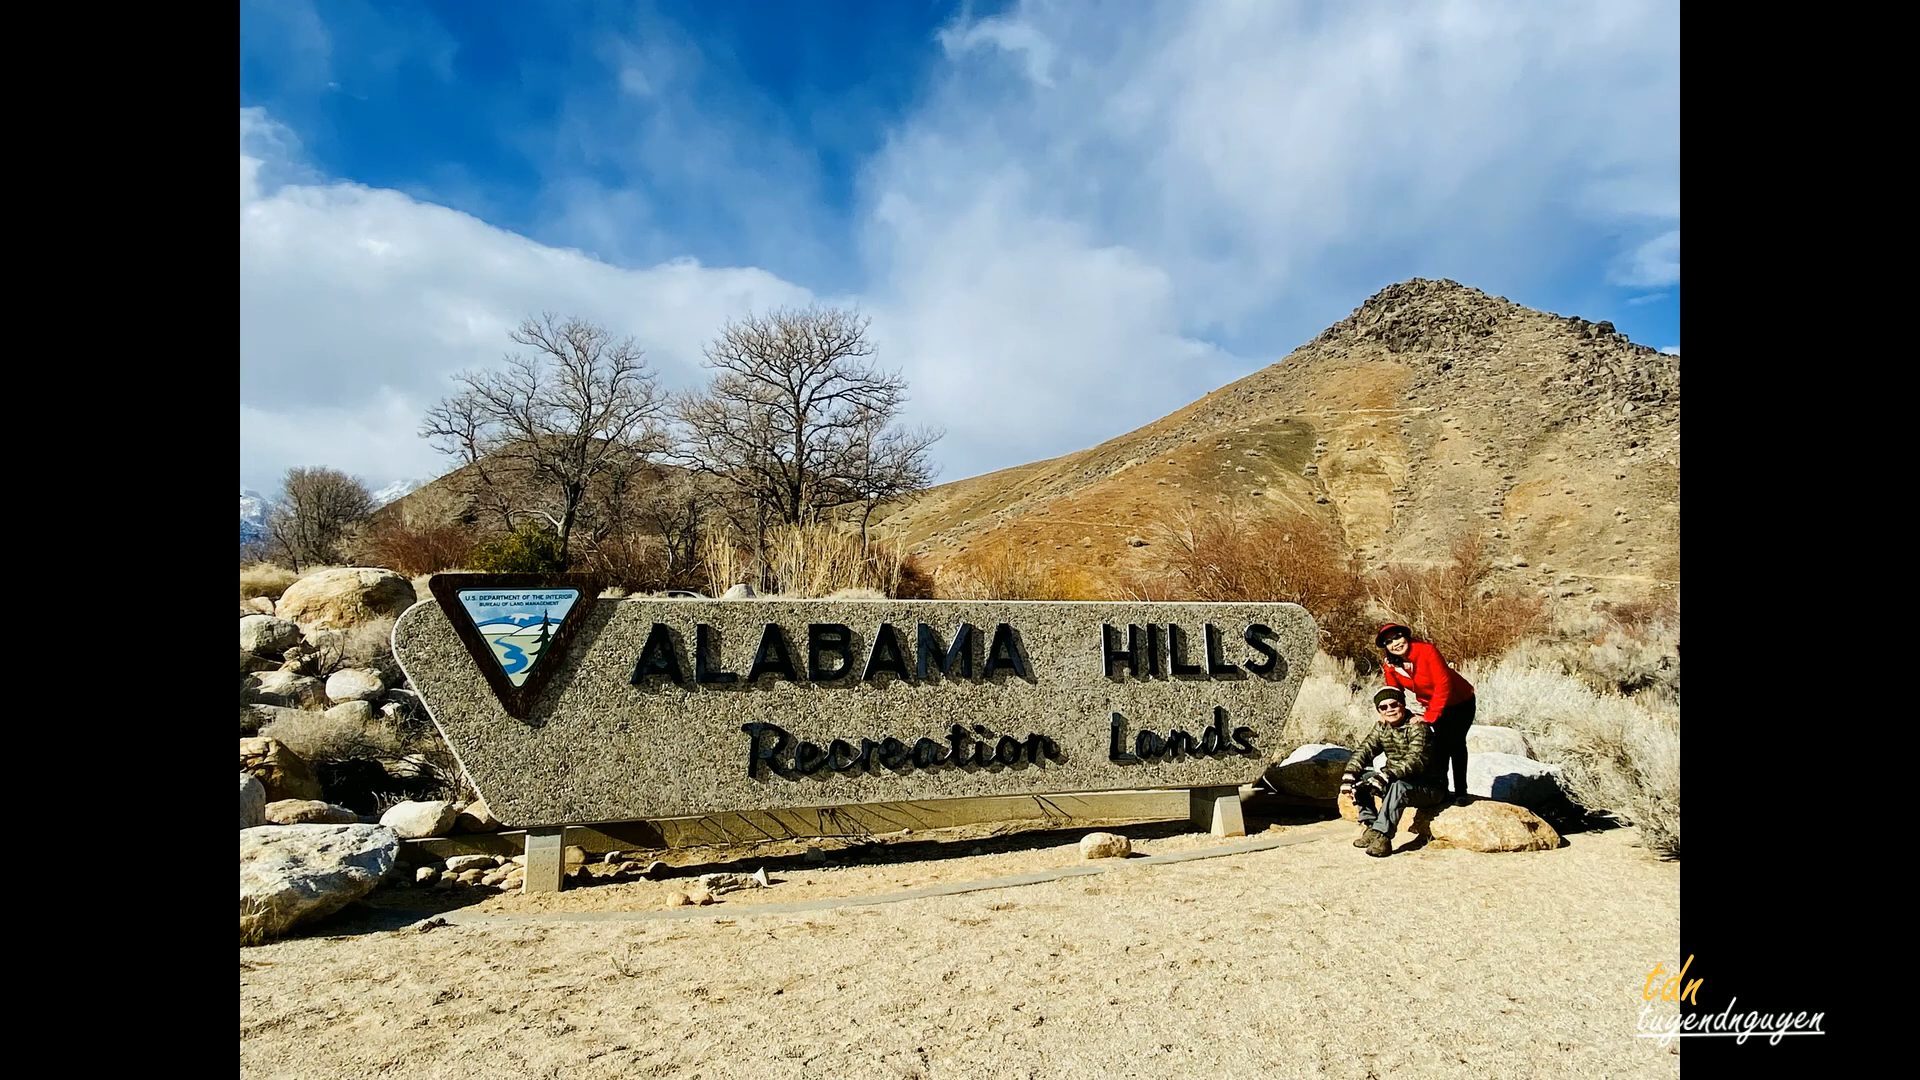 U.S. DEPARTMENT OF THE INTERIOR
BUREAU OF LAND MANAGEMENT
ALABAMA HILLS
Recreation Lands
tdn
tuyendnguyen